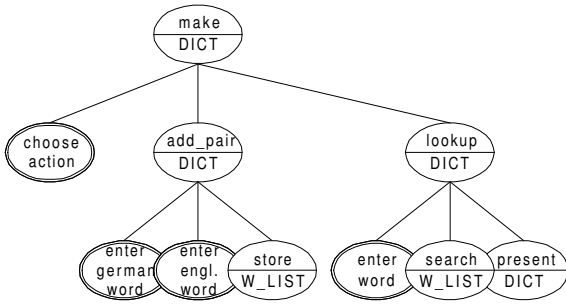 make
DICT
choose
action
add_pair
DICT
lookup
DICT
enter
german
word
enter
engl.
word
store
W_LIST
enter
word
search
W_LIST
present
DICT